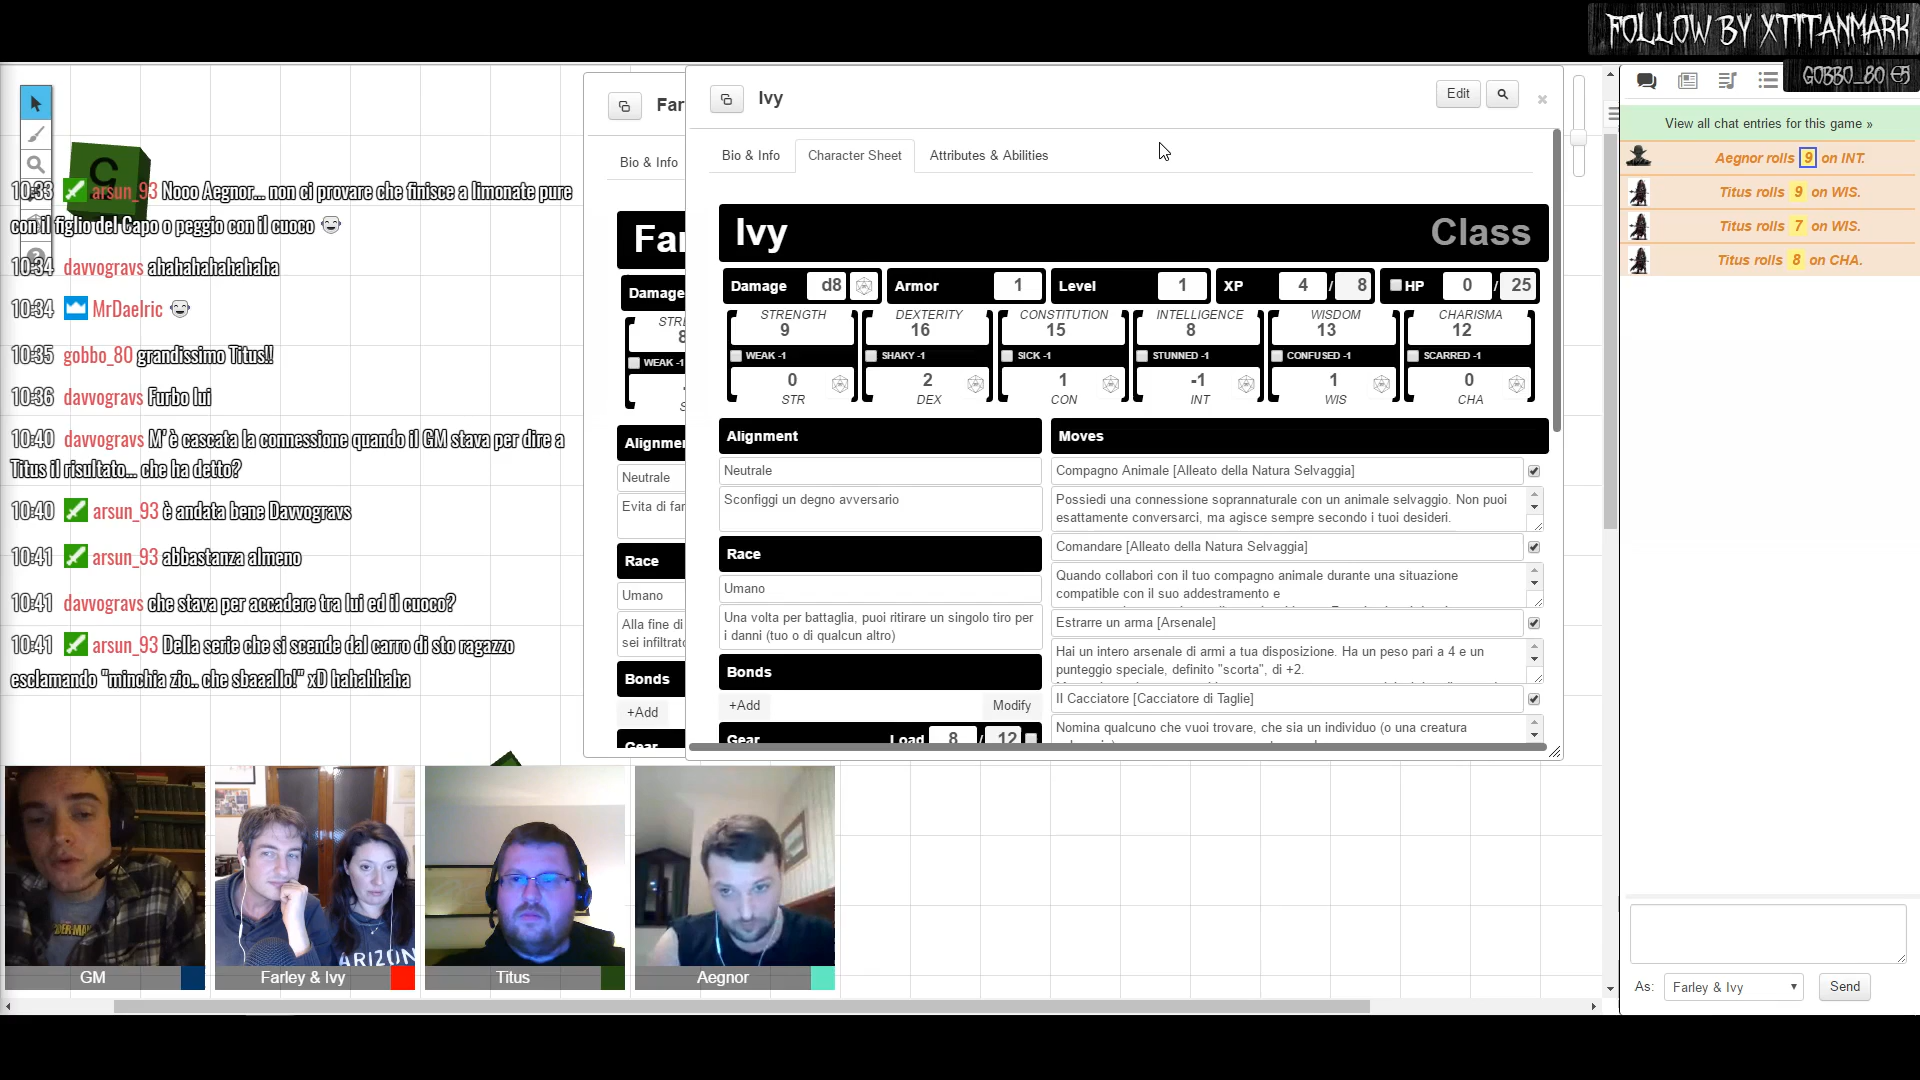 FOLLOW BY XTITANMARK
GOBBO_80
10:33 arsun_93 Nooo Aegnor... non ci provare che finisce a limonate pure
con il figlio del Capo o peggio con il cuoco
10:34 davvogravs ahahahahahahaha
10:34 MrDaelric
10:35 gobbo_80 grandissimo Titus!!
10:36 davvogravs Furbo lui
10:40 davvogravs M'è cascata la connessione quando il GM stava per dire a
Titus il risultato... che ha detto?
10:40 arsun_93 è andata bene Davvogravs
10:41 arsun_93 abbastanza almeno
10:41 davvogravs che stava per accadere tra lui ed il cuoco?
10:41 arsun_93 Della serie che si scende dal carro di sto ragazzo
esclamando "minchia zio.. che sbaaallo!" xD hahahhaha
Far
Bio & Info
Far
Damage
STRE
8
WEAK -1
Alignmen
Neutrale
Evita di far
Race
Umano
Alla fine di
sei infiltrato
Bonds
+Add
Gear
Ivy
Edit
Bio & Info Character Sheet Attributes & Abilities
Ivy Class
Damage d8 Armor 1 Level 1 XP 4 / 8 HP 0 / 25
STRENGTH DEXTERITY CONSTITUTION INTELLIGENCE WISDOM CHARISMA
9 16 15 8 13 12
WEAK -1 SHAKY -1 SICK -1 STUNNED -1 CONFUSED -1 SCARRED -1
0 2 1 -1 1 0
STR DEX CON INT WIS CHA
Alignment
Neutrale
Sconfiggi un degno avversario
Race
Umano
Una volta per battaglia, puoi ritirare un singolo tiro per
i danni (tuo o di qualcun altro)
Bonds
+Add Modify
Gear Load 8 / 12
Moves
Compagno Animale [Alleato della Natura Selvaggia]
Possiedi una connessione soprannaturale con un animale selvaggio. Non puoi
esattamente conversarci, ma agisce sempre secondo i tuoi desideri.
Comandare [Alleato della Natura Selvaggia]
Quando collabori con il tuo compagno animale durante una situazione
compatibile con il suo addestramento e
Estrarre un arma [Arsenale]
Hai un intero arsenale di armi a tua disposizione. Ha un peso pari a 4 e un
punteggio speciale, definito "scorta", di +2.
Il Cacciatore [Cacciatore di Taglie]
Nomina qualcuno che vuoi trovare, che sia un individuo (o una creatura
View all chat entries for this game »
Aegnor rolls 9 on INT.
Titus rolls 9 on WIS.
Titus rolls 7 on WIS.
Titus rolls 8 on CHA.
As: Farley & Ivy Send
ARIZON
GM
Farley & Ivy
Titus
Aegnor